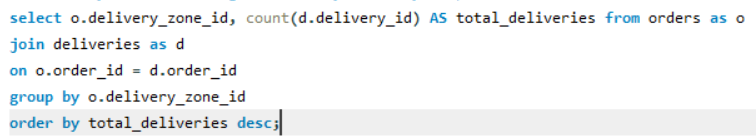 select o.delivery_zone_id, count(d.delivery_id) AS total_deliveries from orders as o
join deliveries as d
on o.order_id = d.order_id
group by o.delivery_zone_id
order by total_deliveries desc;